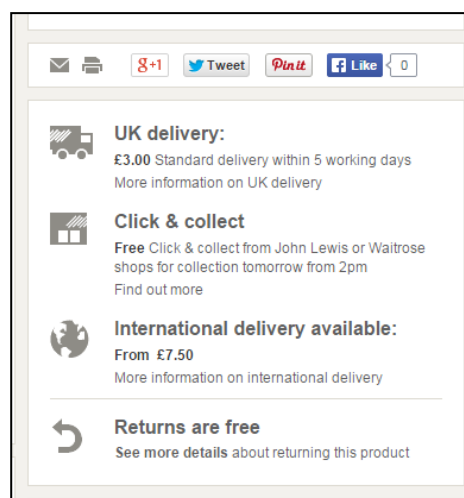 g+1 Tweet Pin it Like 0
UK delivery:
£3.00 Standard delivery within 5 working days
More information on UK delivery
Click & collect
Free Click & collect from John Lewis or Waitrose
shops for collection tomorrow from 2pm
Find out more
International delivery available:
From £7.50
More information on international delivery
Returns are free
See more details about returning this product